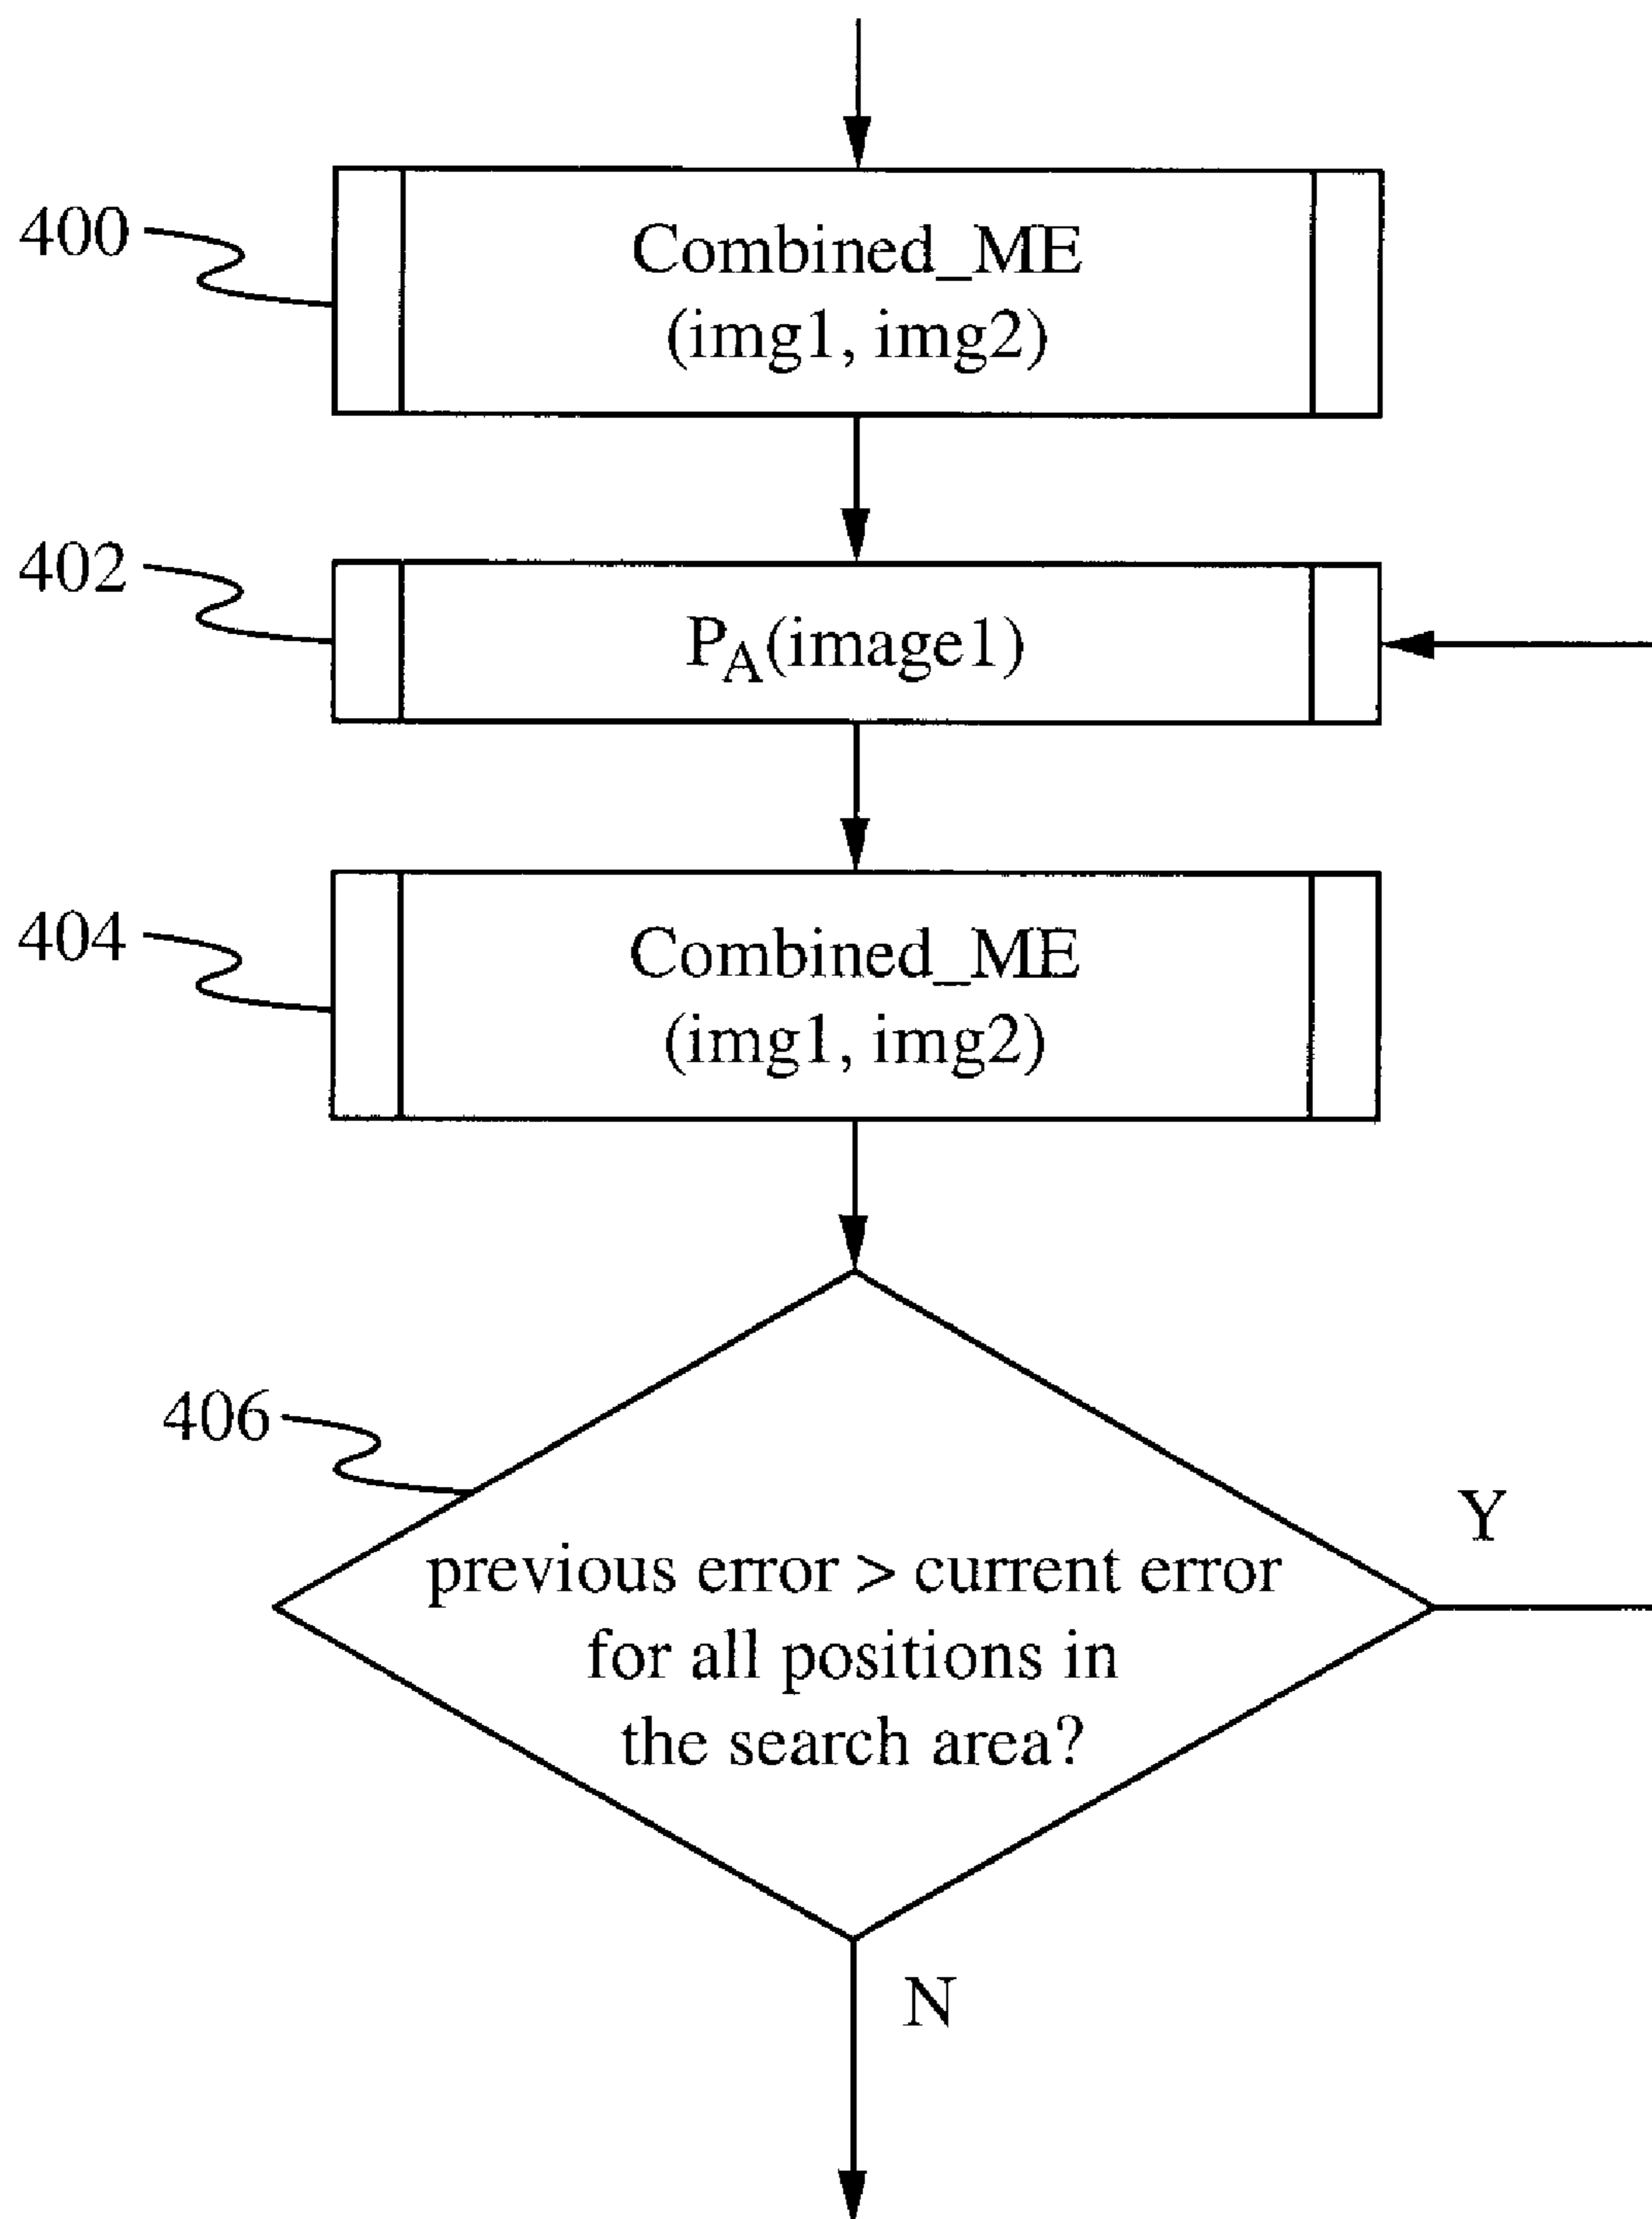 400
Combined_ME
(img1, img2)
402
P_A(image1)
404
Combined_ME
(img1, img2)
406
Y
previous error > current error
for all positions in
the search area?
N